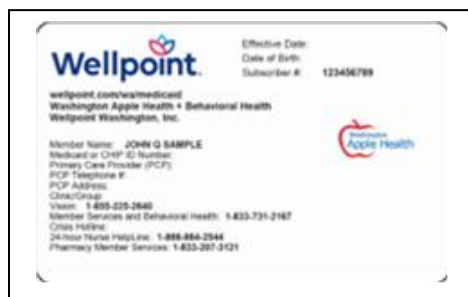 Wellpoint.
Effective Date:
Date of Birth:
Subscriber #: 123456789
wellpoint.com/wa/medicaid
Washington Apple Health + Behavioral Health
Wellpoint Washington, Inc.
Washington
Apple Health
Member Name: JOHN Q SAMPLE
Medicaid or CHIP ID Number:
Primary Care Provider (PCP):
PCP Telephone #:
PCP Address:
Clinic/Group:
Vision: 1-855-225-2640
Member Services and Behavioral Health: 1-833-731-2167
Crisis Hotline:
24-hour Nurse HelpLine: 1-866-864-2544
Pharmacy Member Services: 1-833-207-3121